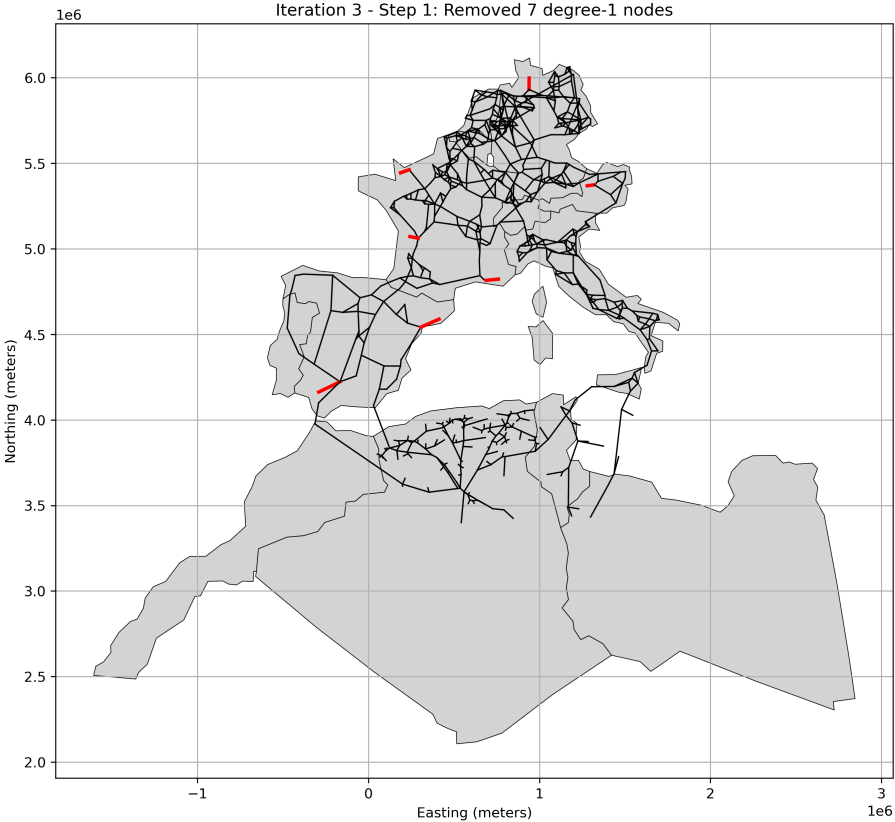 Iteration 3 - Step 1: Removed 7 degree-1 nodes
1e6
6.0
5.5
5.0
4.5
4.0
3.5
3.0
2.5
2.0
Northing (meters)
−1
0
1
2
3
Easting (meters)
1e6